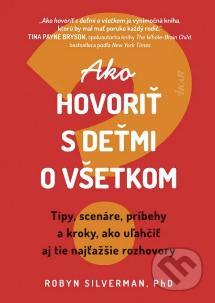 „Ako hovoriť s deťmi o všetkom je výnimočná kniha,
ktorú by mal mať poruke každý rodič."
TINA PAYNE BRYSON, spoluautorka knihy The Whole-Brain Child,
bestsellera podľa New York Times
Ako
HOVORIŤ
S DEŤMI
O VŠETKOM
IKAR
Tipy, scenáre, príbehy
a kroky, ako uľahčiť
aj tie najťažšie rozhovory
ROBYN SILVERMAN, PhD
martinus